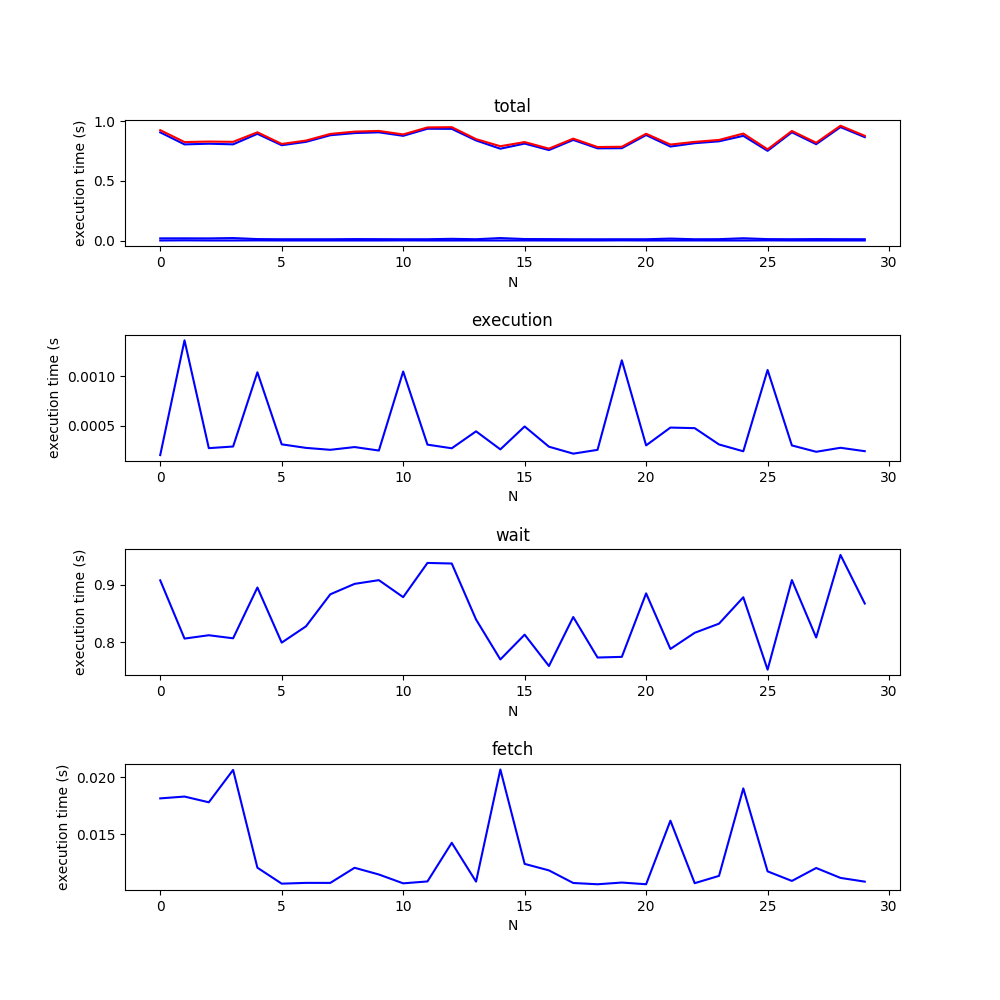 total
execution time (s)
1.0
0.5
0.0
0 5 10 15 20 25 30
N
execution
execution time (s
0.0010
0.0005
0 5 10 15 20 25 30
N
wait
execution time (s)
0.9
0.8
0 5 10 15 20 25 30
N
fetch
execution time (s)
0.020
0.015
0 5 10 15 20 25 30
N